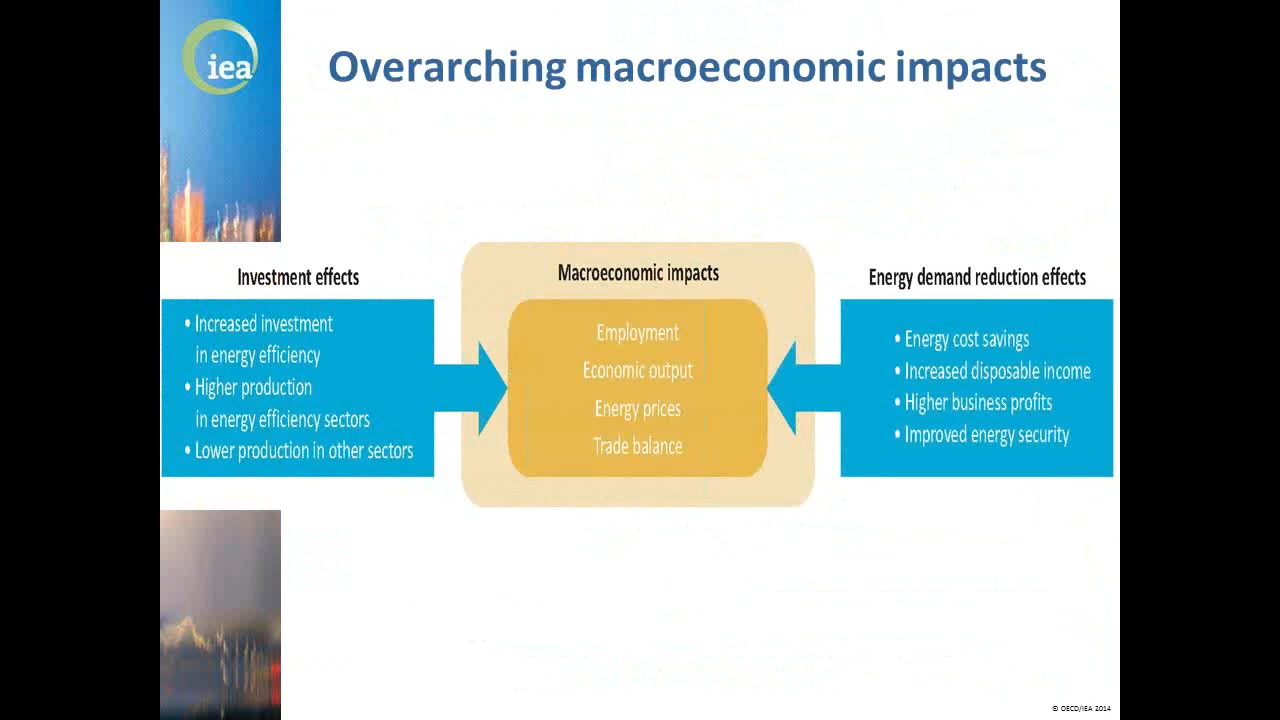 iea
Overarching macroeconomic impacts
Investment effects
• Increased investment
in energy efficiency
• Higher production
in energy efficiency sectors
• Lower production in other sectors
Macroeconomic impacts
Employment
Economic output
Energy prices
Trade balance
Energy demand reduction effects
• Energy cost savings
• Increased disposable income
• Higher business profits
• Improved energy security
© OECD/IEA 2014